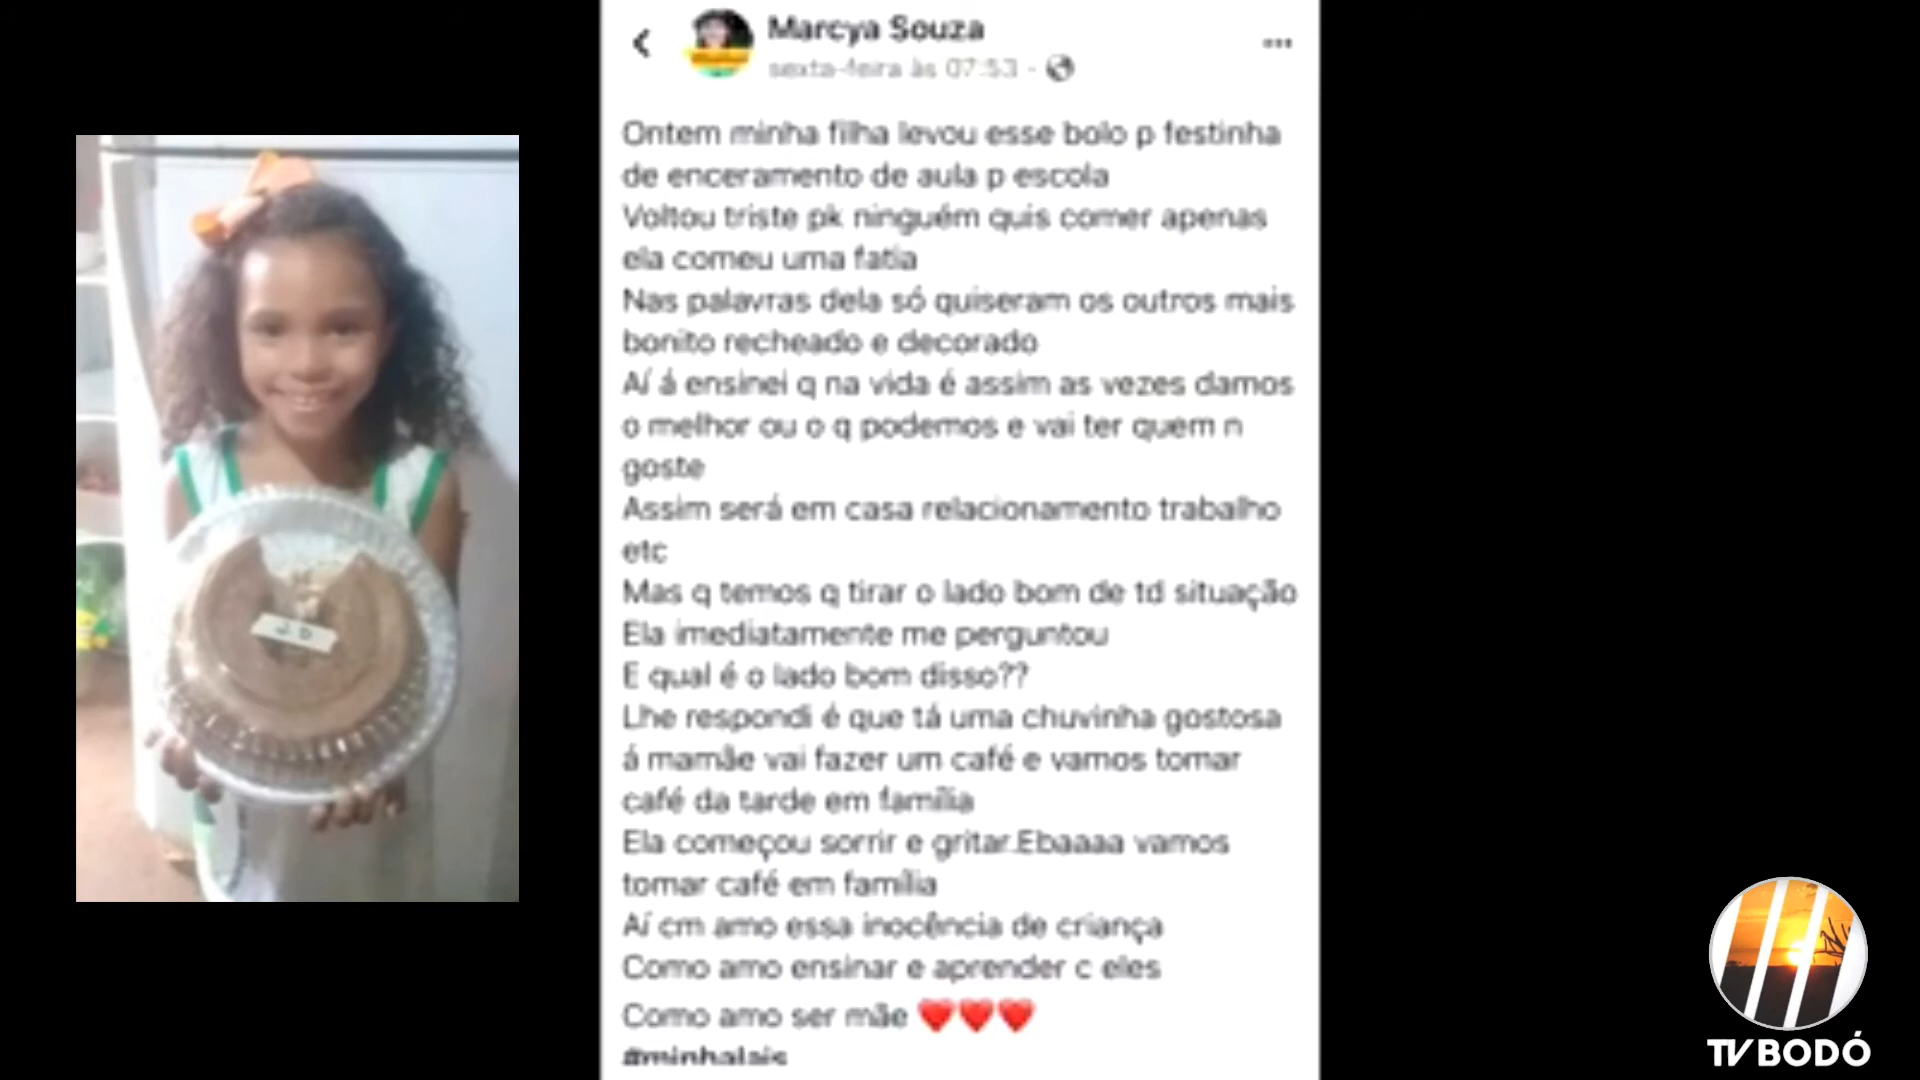 Marcya Souza
sexta-feira às 07:53
Ontem minha filha levou esse bolo p festinha
de enceramento de aula p escola
Voltou triste pk ninguém quis comer apenas
ela comeu uma fatia
Nas palavras dela só quiseram os outros mais
bonito recheado e decorado
Aí á ensinei q na vida é assim as vezes damos
o melhor ou o q podemos e vai ter quem n
goste
Assim será em casa relacionamento trabalho
etc
Mas q temos q tirar o lado bom de td situação
Ela imediatamente me perguntou
E qual é o lado bom disso??
Lhe respondi é que tá uma chuvinha gostosa
á mamãe vai fazer um café e vamos tomar
café da tarde em família
Ela começou sorrir e gritar.Ebaaaa vamos
tomar café em família
Aí cm amo essa inocência de criança
Como amo ensinar e aprender c eles
Como amo ser mãe ❤️❤️❤️
#minhalais
TV BODÓ